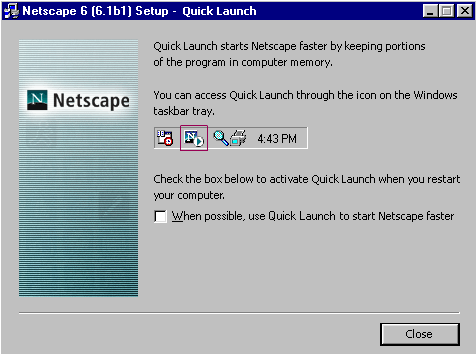 Netscape 6 (6.1b1) Setup - Quick Launch
Quick Launch starts Netscape faster by keeping portions
of the program in computer memory.
You can access Quick Launch through the icon on the Windows
taskbar tray.
N Netscape
4:43 PM
Check the box below to activate Quick Launch when you restart
your computer.
When possible, use Quick Launch to start Netscape faster
Close